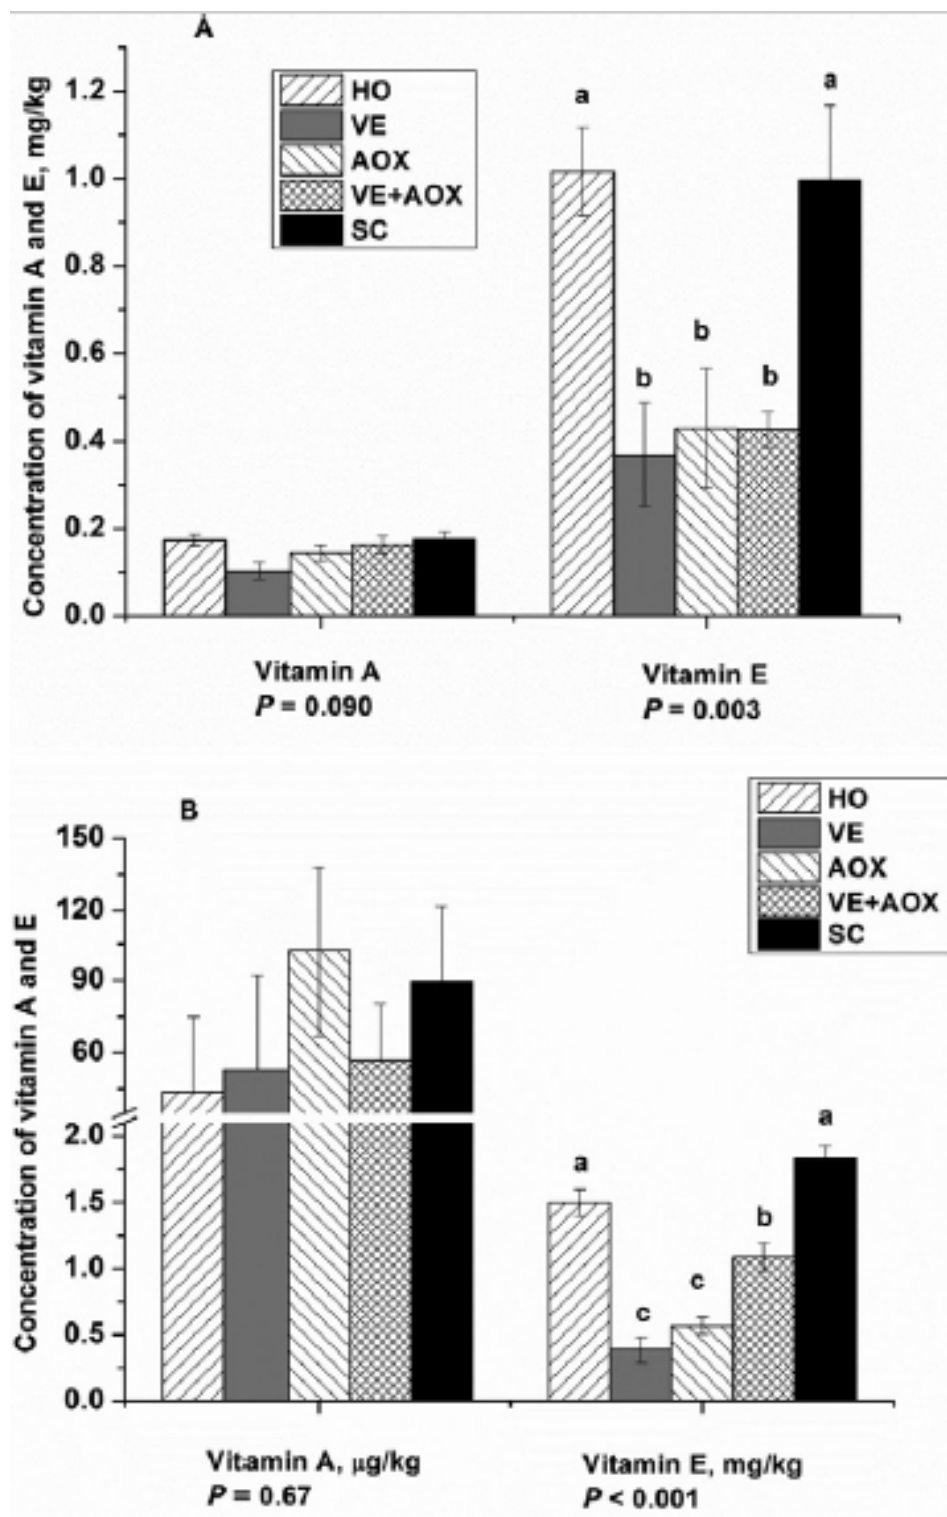 A
Concentration of vitamin A and E, mg/kg
1.2
1.0
0.8
0.6
0.4
0.2
0.0
HO
VE
AOX
VE+AOX
SC
a
b
b
b
a
Vitamin A
P = 0.090
Vitamin E
P = 0.003
B
Concentration of vitamin A and E
150
120
90
60
2.0
1.5
1.0
0.5
0.0
HO
VE
AOX
VE+AOX
SC
a
c
c
b
a
Vitamin A, µg/kg
P = 0.67
Vitamin E, mg/kg
P < 0.001